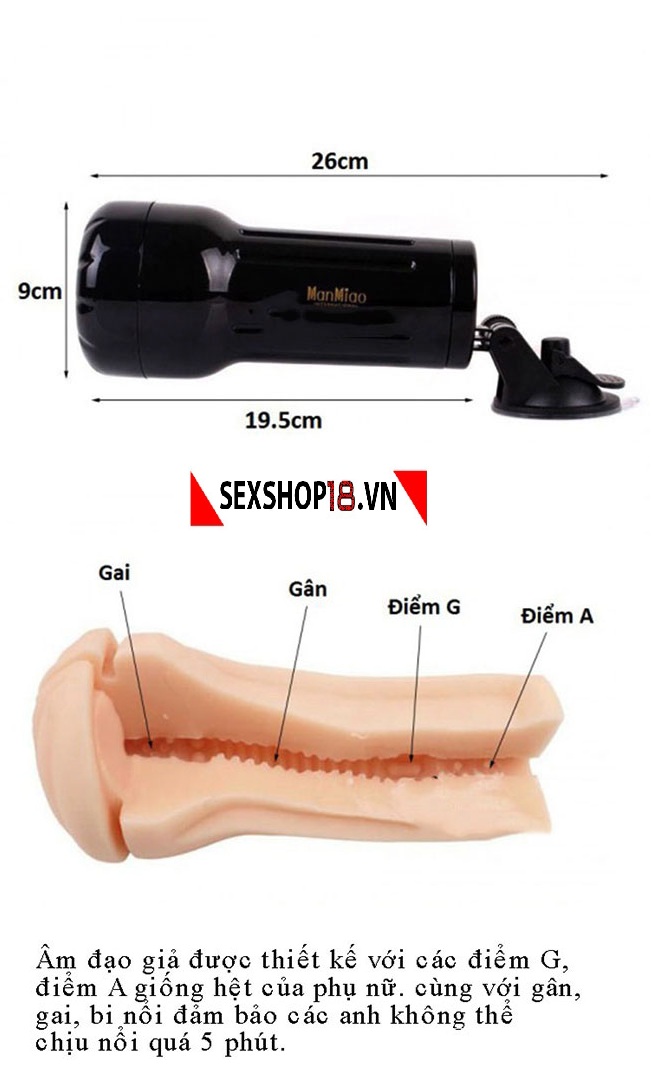 26cm
9cm
ManMiao
19.5cm
SEXSHOP18.VN
Gai
Gân
Điểm G
Điểm A
Âm đạo giả được thiết kế với các điểm G,
điểm A giống hệt của phụ nữ. cùng với gân,
gai, bi nổi đảm bảo các anh không thể
chịu nổi quá 5 phút.